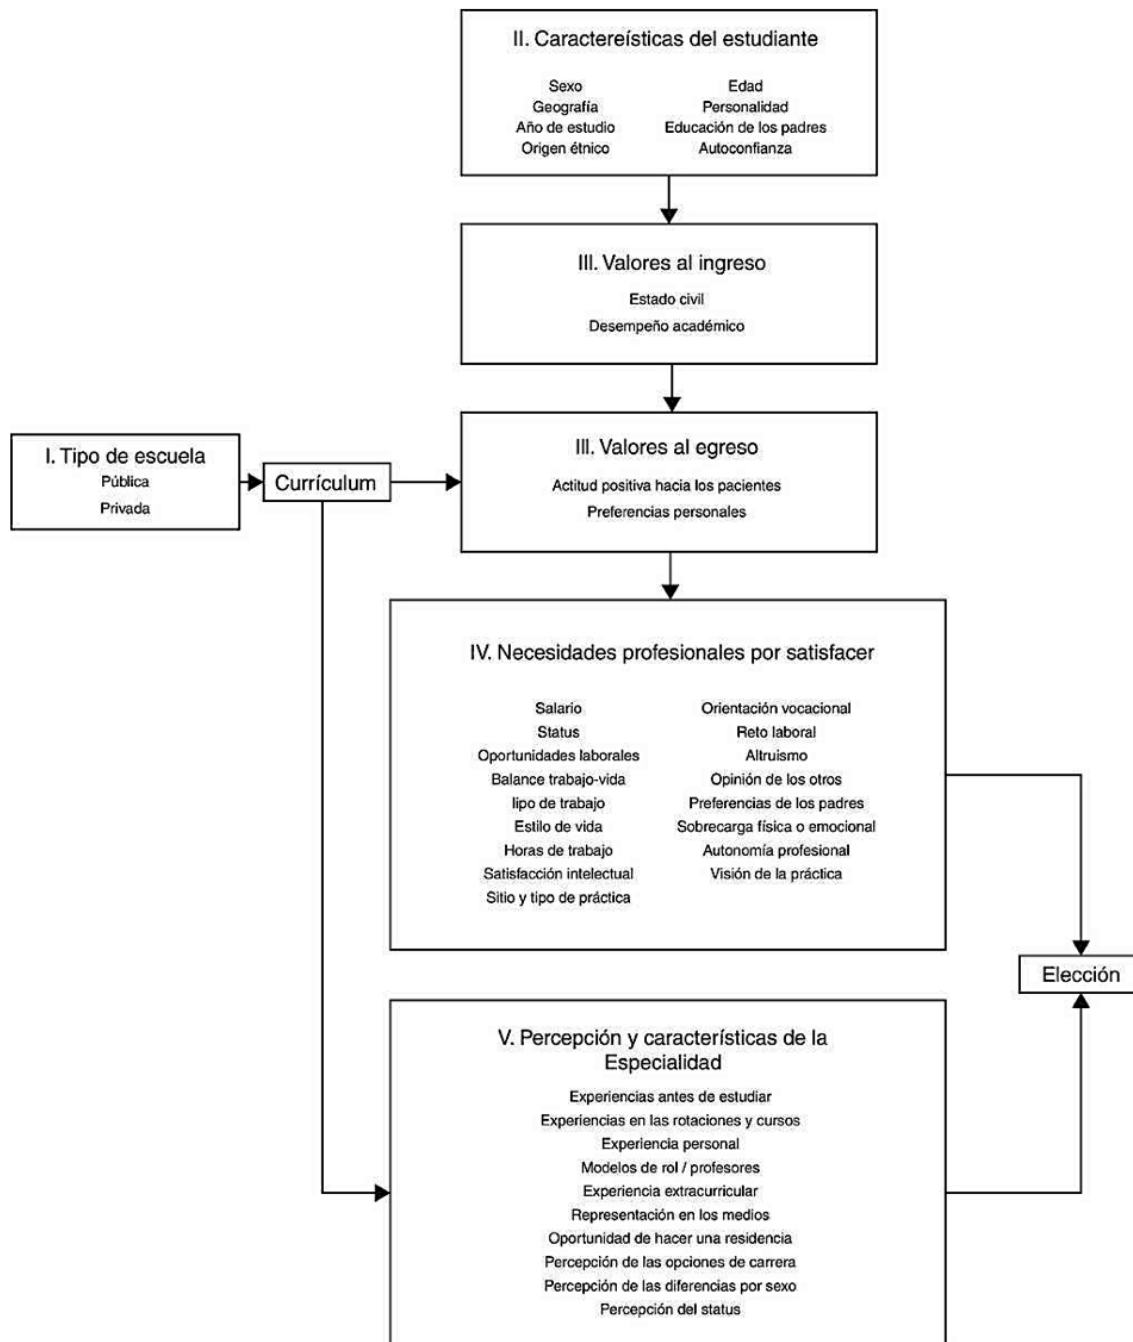 II. Caractereísticas del estudiante
Sexo
Edad
Geografía
Personalidad
Año de estudio
Educación de los padres
Origen étnico
Autoconfianza
III. Valores al ingreso
Estado civil
Desempeño académico
I. Tipo de escuela
Pública
Privada
Currículum
III. Valores al egreso
Actitud positiva hacia los pacientes
Preferencias personales
IV. Necesidades profesionales por satisfacer
Salario
Orientación vocacional
Status
Reto laboral
Oportunidades laborales
Altruismo
Balance trabajo-vida
Opinión de los otros
lipo de trabajo
Preferencias de los padres
Estilo de vida
Sobrecarga física o emocional
Horas de trabajo
Autonomía profesional
Satisfacción intelectual
Visión de la práctica
Sitio y tipo de práctica
Elección
V. Percepción y características de la
Especialidad
Experiencias antes de estudiar
Experiencias en las rotaciones y cursos
Experiencia personal
Modelos de rol / profesores
Experiencia extracurricular
Representación en los medios
Oportunidad de hacer una residencia
Percepción de las opciones de carrera
Percepción de las diferencias por sexo
Percepción del status